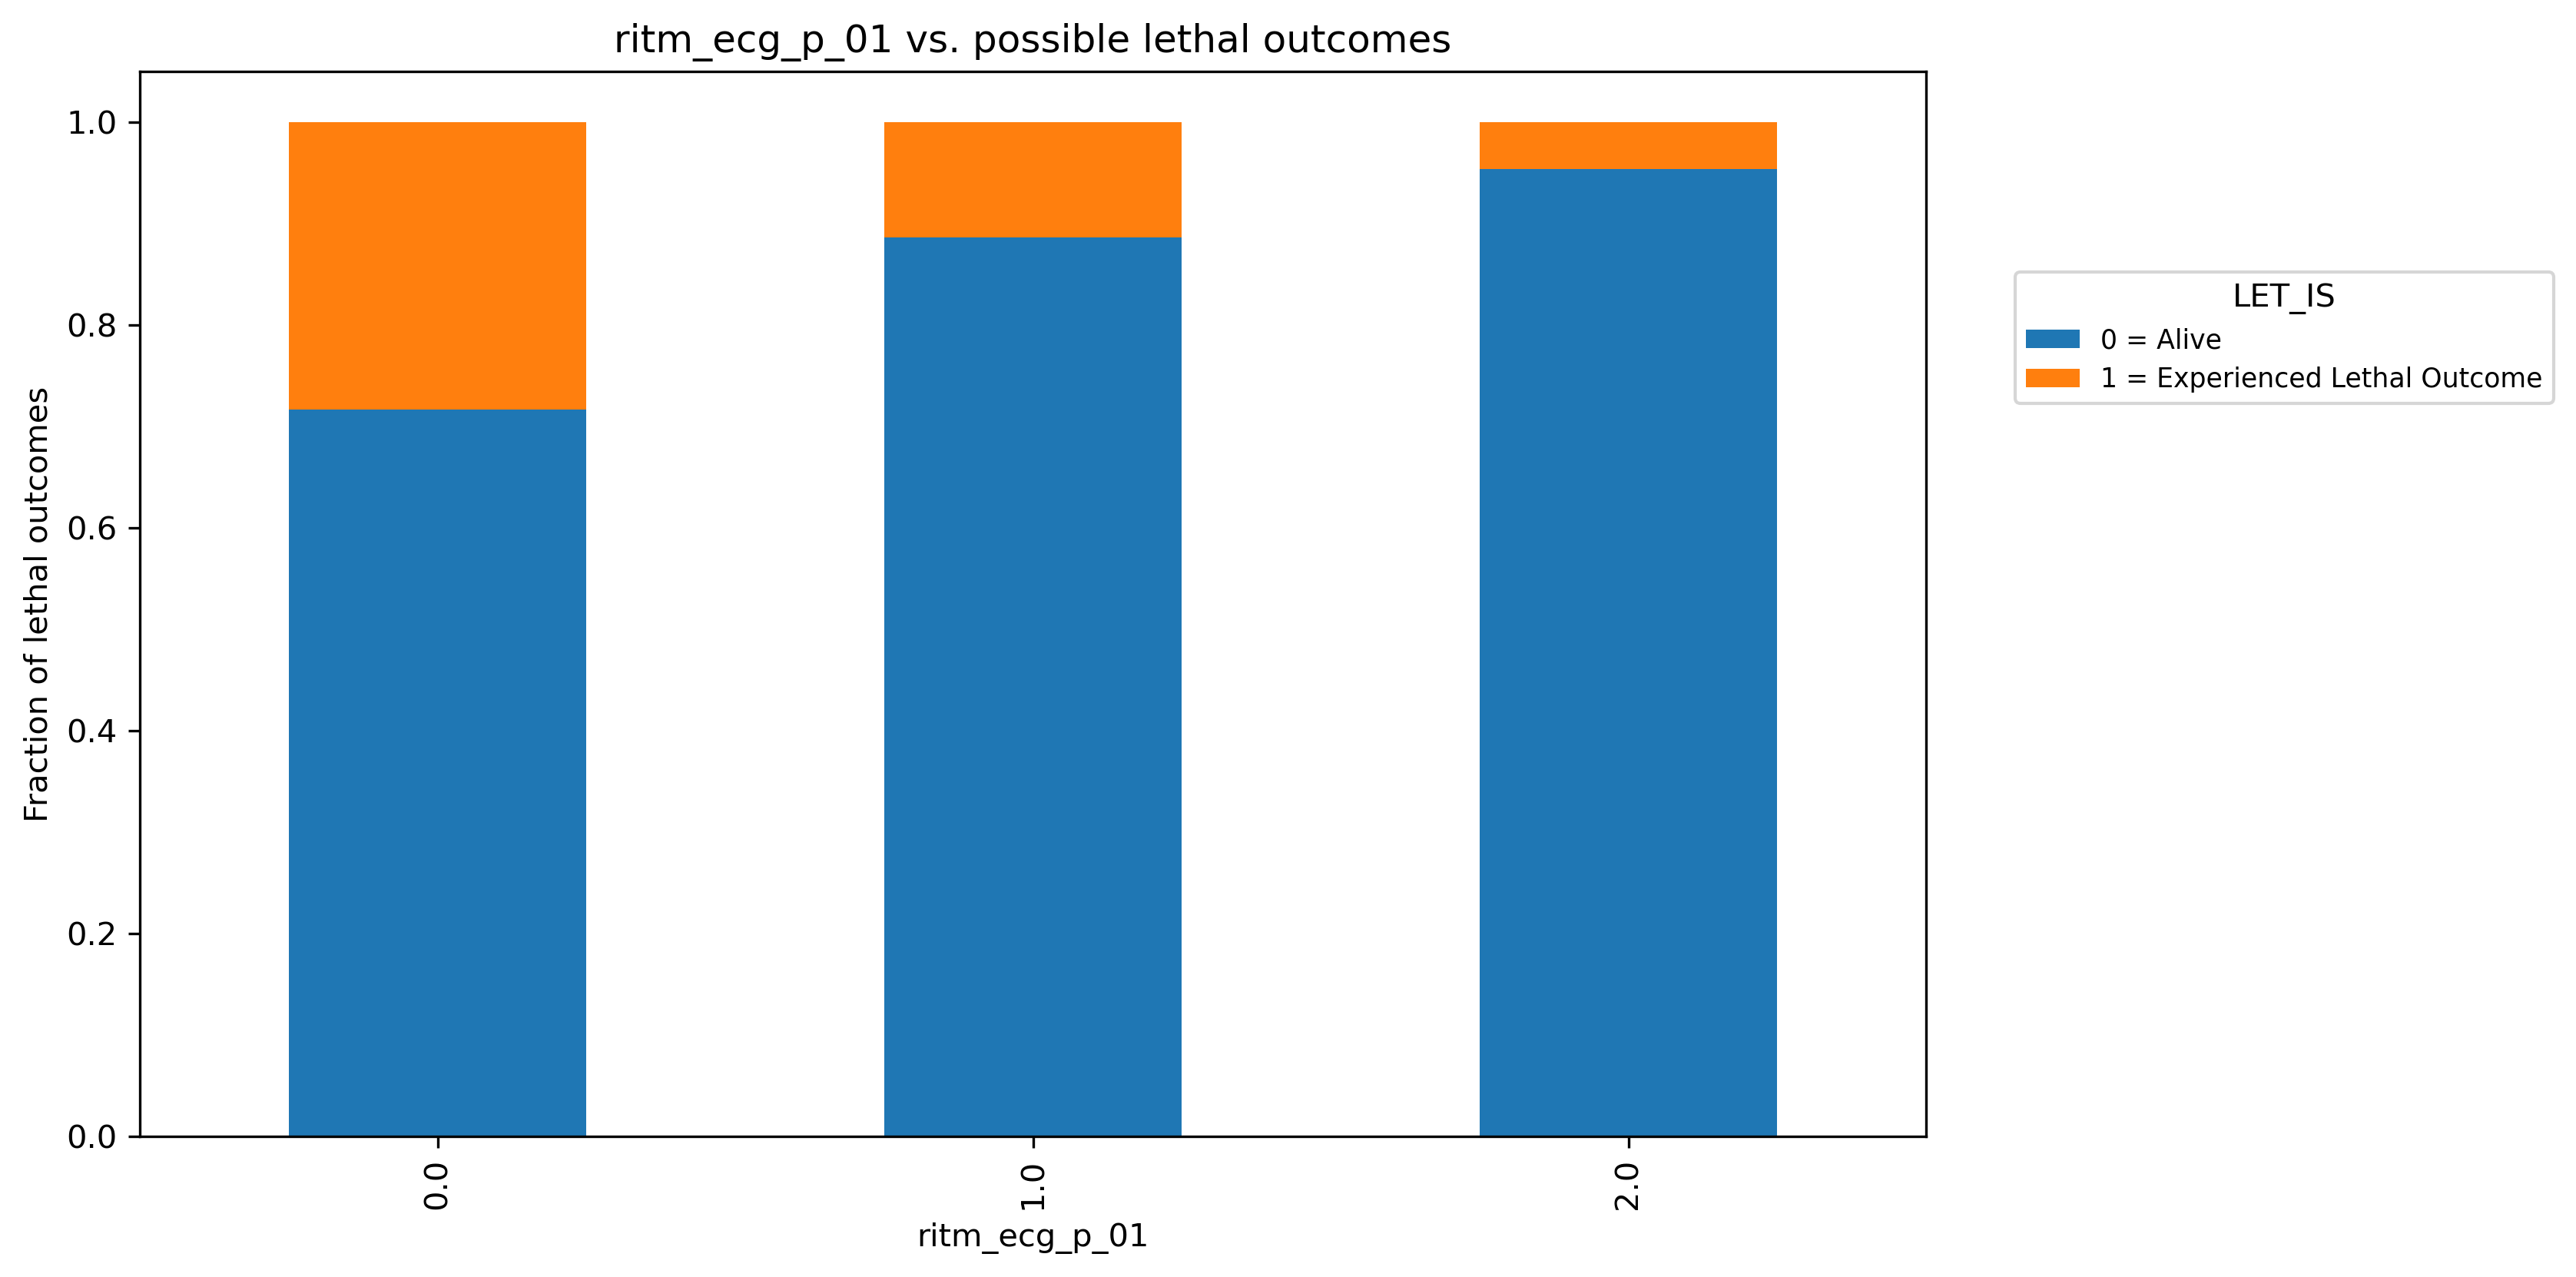 ritm_ecg_p_01 vs. possible lethal outcomes
Fraction of lethal outcomes
1.0
0.8
0.6
0.4
0.2
0.0
0.0
1.0
2.0
ritm_ecg_p_01
LET_IS
0 = Alive
1 = Experienced Lethal Outcome